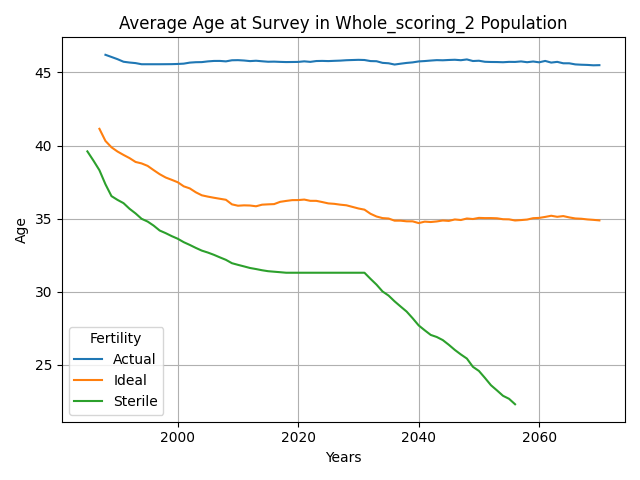 Average Age at Survey in Whole_scoring_2 Population
Age
45
40
35
30
25
Fertility
Actual
Ideal
Sterile
2000 2020 2040 2060
Years